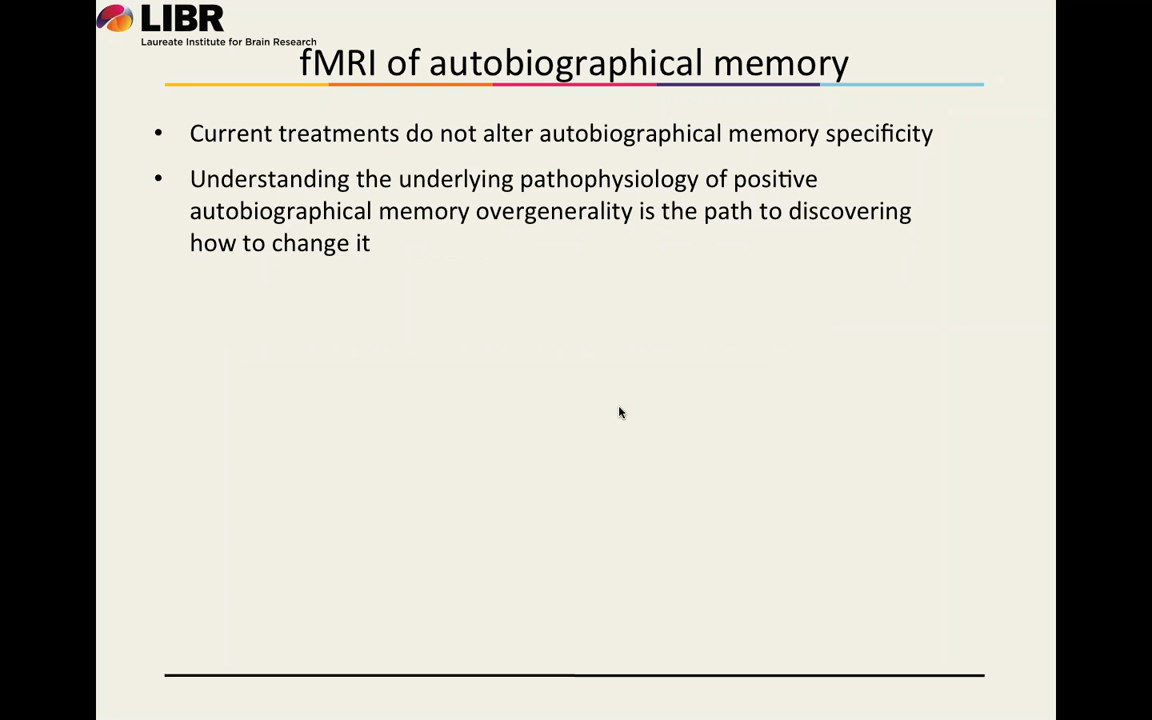 LIBR
Laureate Institute for Brain Research
fMRI of autobiographical memory
• Current treatments do not alter autobiographical memory specificity
• Understanding the underlying pathophysiology of positive
autobiographical memory overgenerality is the path to discovering
how to change it